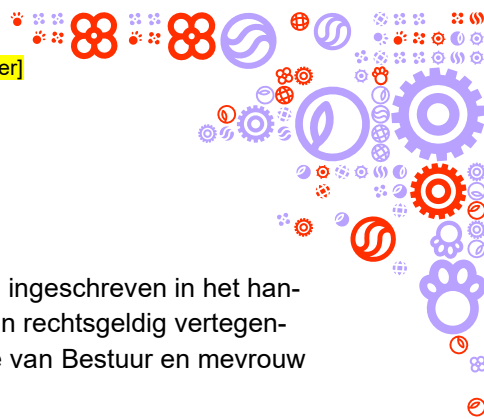 er]
ingeschreven in het han-
n rechtsgeldig vertegen-
van Bestuur en mevrouw